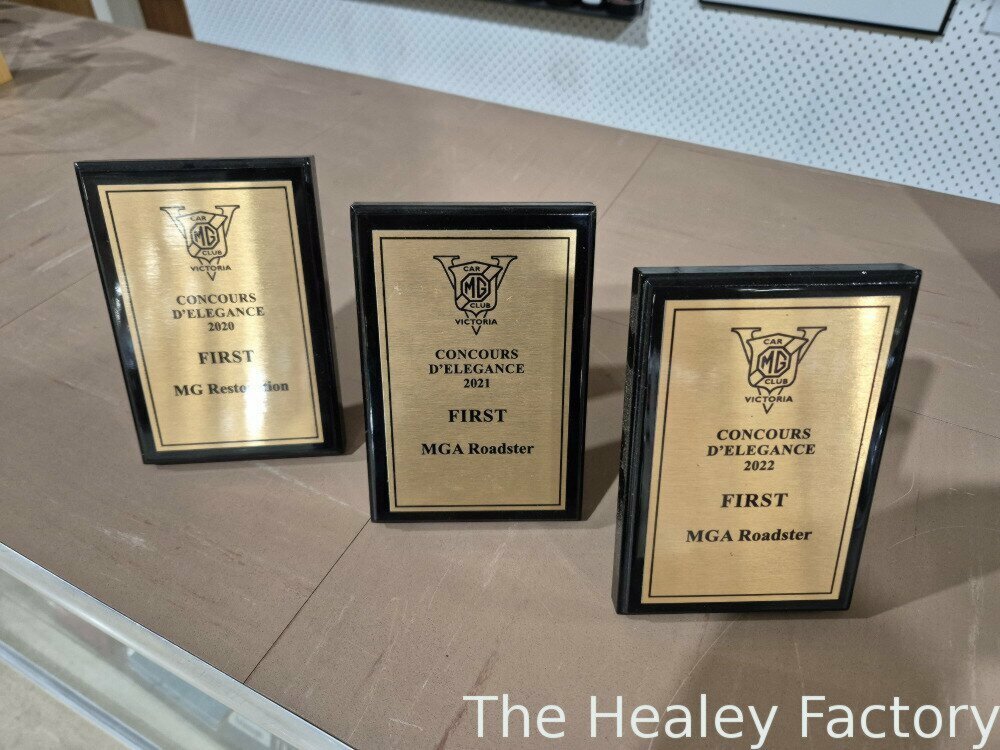 CAR
MG
CLUB
VICTORIA
CONCOURS
D'ELEGANCE
2020
FIRST
MG Restoration
CAR
MG
CLUB
VICTORIA
CONCOURS
D'ELEGANCE
2021
FIRST
MGA Roadster
CAR
MG
CLUB
VICTORIA
CONCOURS
D'ELEGANCE
2022
FIRST
MGA Roadster
The Healey Factory